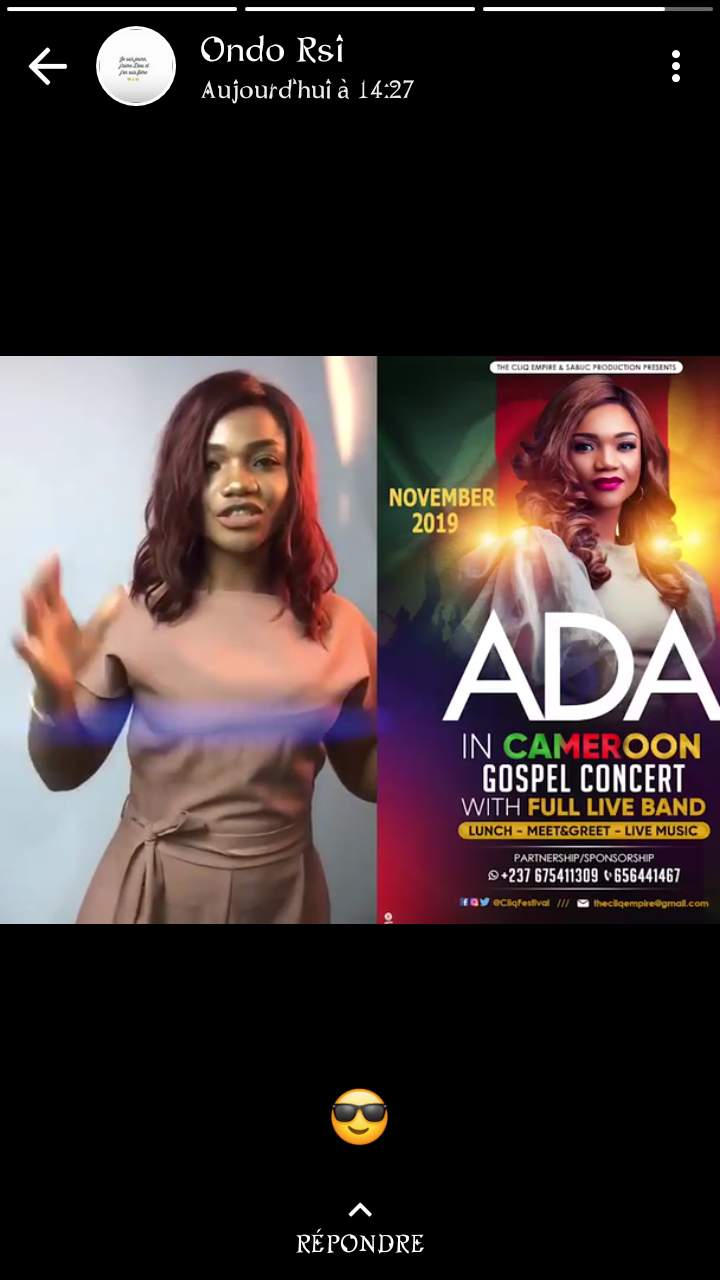 Ondo Rsi
Aujourd'hui à 14:27
THE CLIQ EMPIRE & SABUC PRODUCTION PRESENTS
NOVEMBER
2019
ADA
IN CAMEROON
GOSPEL CONCERT
WITH FULL LIVE BAND
LUNCH - MEET&GREET - LIVE MUSIC
PARTNERSHIP/SPONSORSHIP
+237 675411309 656441467
@CliqFestival /// thecliqempire@gmail.com
RÉPONDRE